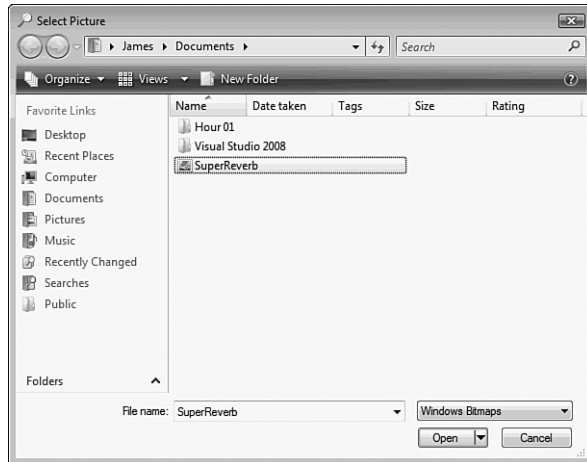 Select Picture
James Documents
Search
Organize Views New Folder
Favorite Links
Desktop
Recent Places
Computer
Documents
Pictures
Music
Recently Changed
Searches
Public
Folders
Name Date taken Tags Size Rating
Hour 01
Visual Studio 2008
SuperReverb
File name: SuperReverb
Windows Bitmaps
Open Cancel